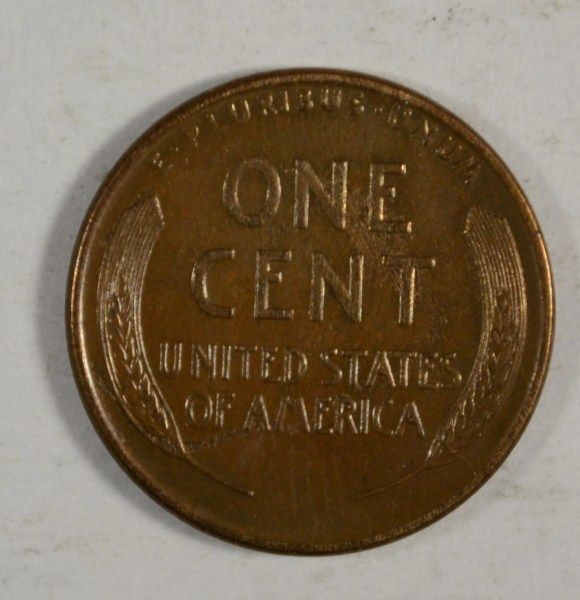 E·PLURIBUS·UNUM
ONE
CENT
UNITED STATES
OF AMERICA